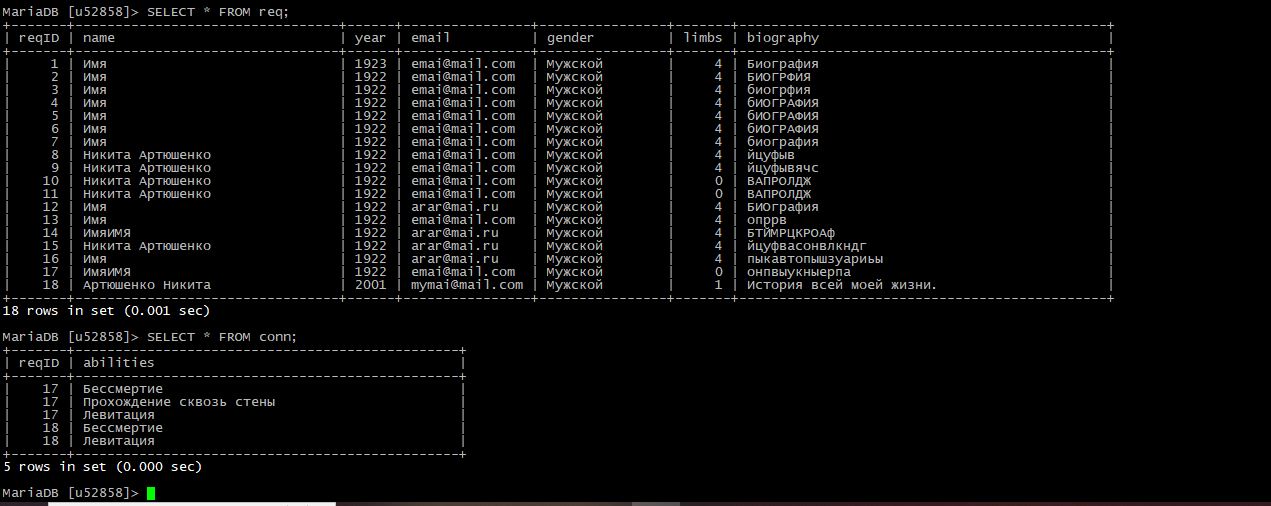 MariaDB [u52858]> SELECT * FROM req;
| reqID | name | year | email | gender | limbs | biography |
| 1 | Имя | 1923 | emai@mail.com | Мужской | 4 | Биография |
| 2 | Имя | 1922 | emai@mail.com | Мужской | 4 | БИОГРФИЯ |
| 3 | Имя | 1922 | emai@mail.com | Мужской | 4 | биогрфия |
| 4 | Имя | 1922 | emai@mail.com | Мужской | 4 | бИОГРАФИЯ |
| 5 | Имя | 1922 | emai@mail.com | Мужской | 4 | бИОГРАФИЯ |
| 6 | Имя | 1922 | emai@mail.com | Мужской | 4 | бИОГРАФИЯ |
| 7 | Имя | 1922 | emai@mail.com | Мужской | 4 | биография |
| 8 | Никита Артюшенко | 1922 | emai@mail.com | Мужской | 4 | йцуфыв |
| 9 | Никита Артюшенко | 1922 | emai@mail.com | Мужской | 4 | йцуфывячс |
| 10 | Никита Артюшенко | 1922 | emai@mail.com | Мужской | 0 | ВАПРОЛДЖ |
| 11 | Никита Артюшенко | 1922 | emai@mail.com | Мужской | 0 | ВАПРОЛДЖ |
| 12 | Имя | 1922 | arar@mai.ru | Мужской | 4 | БИОграфия |
| 13 | Имя | 1922 | emai@mail.com | Мужской | 4 | опррв |
| 14 | ИмяИМЯ | 1922 | arar@mai.ru | Мужской | 4 | БТЙМРЦКРОАф |
| 15 | Никита Артюшенко | 1922 | arar@mai.ru | Мужской | 4 | йцуфвасонвлкндг |
| 16 | Имя | 1922 | arar@mai.ru | Мужской | 4 | пыкавтопышзуариьы |
| 17 | ИмяИМЯ | 1922 | emai@mail.com | Мужской | 0 | онпвыукныерпа |
| 18 | Артюшенко Никита | 2001 | mymai@mail.com | Мужской | 1 | История всей моей жизни. |
18 rows in set (0.001 sec)
MariaDB [u52858]> SELECT * FROM conn;
| reqID | abilities |
| 17 | Бессмертие |
| 17 | Прохождение сквозь стены |
| 17 | Левитация |
| 18 | Бессмертие |
| 18 | Левитация |
5 rows in set (0.000 sec)
MariaDB [u52858]>